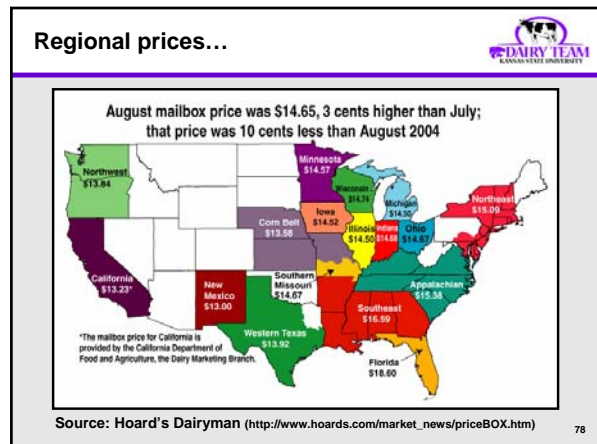 Regional prices…
DAIRY TEAM
KANSAS STATE UNIVERSITY
August mailbox price was $14.65, 3 cents higher than July;
that price was 10 cents less than August 2004
Northwest
$13.84
Minnesota
$14.57
Wisconsin
$14.74
Michigan
$14.50
Northeast
$15.09
Iowa
$14.52
Corn Belt
$13.58
Illinois
$14.50
Indiana
$14.68
Ohio
$14.67
California
$13.23*
New
Mexico
$13.00
Southern
Missouri
$14.67
Appalachian
$15.38
Western Texas
$13.92
Southeast
$16.59
Florida
$18.60
*The mailbox price for California is
provided by the California Department of
Food and Agriculture, the Dairy Marketing Branch.
Source: Hoard's Dairyman (http://www.hoards.com/market_news/priceBOX.htm)
78